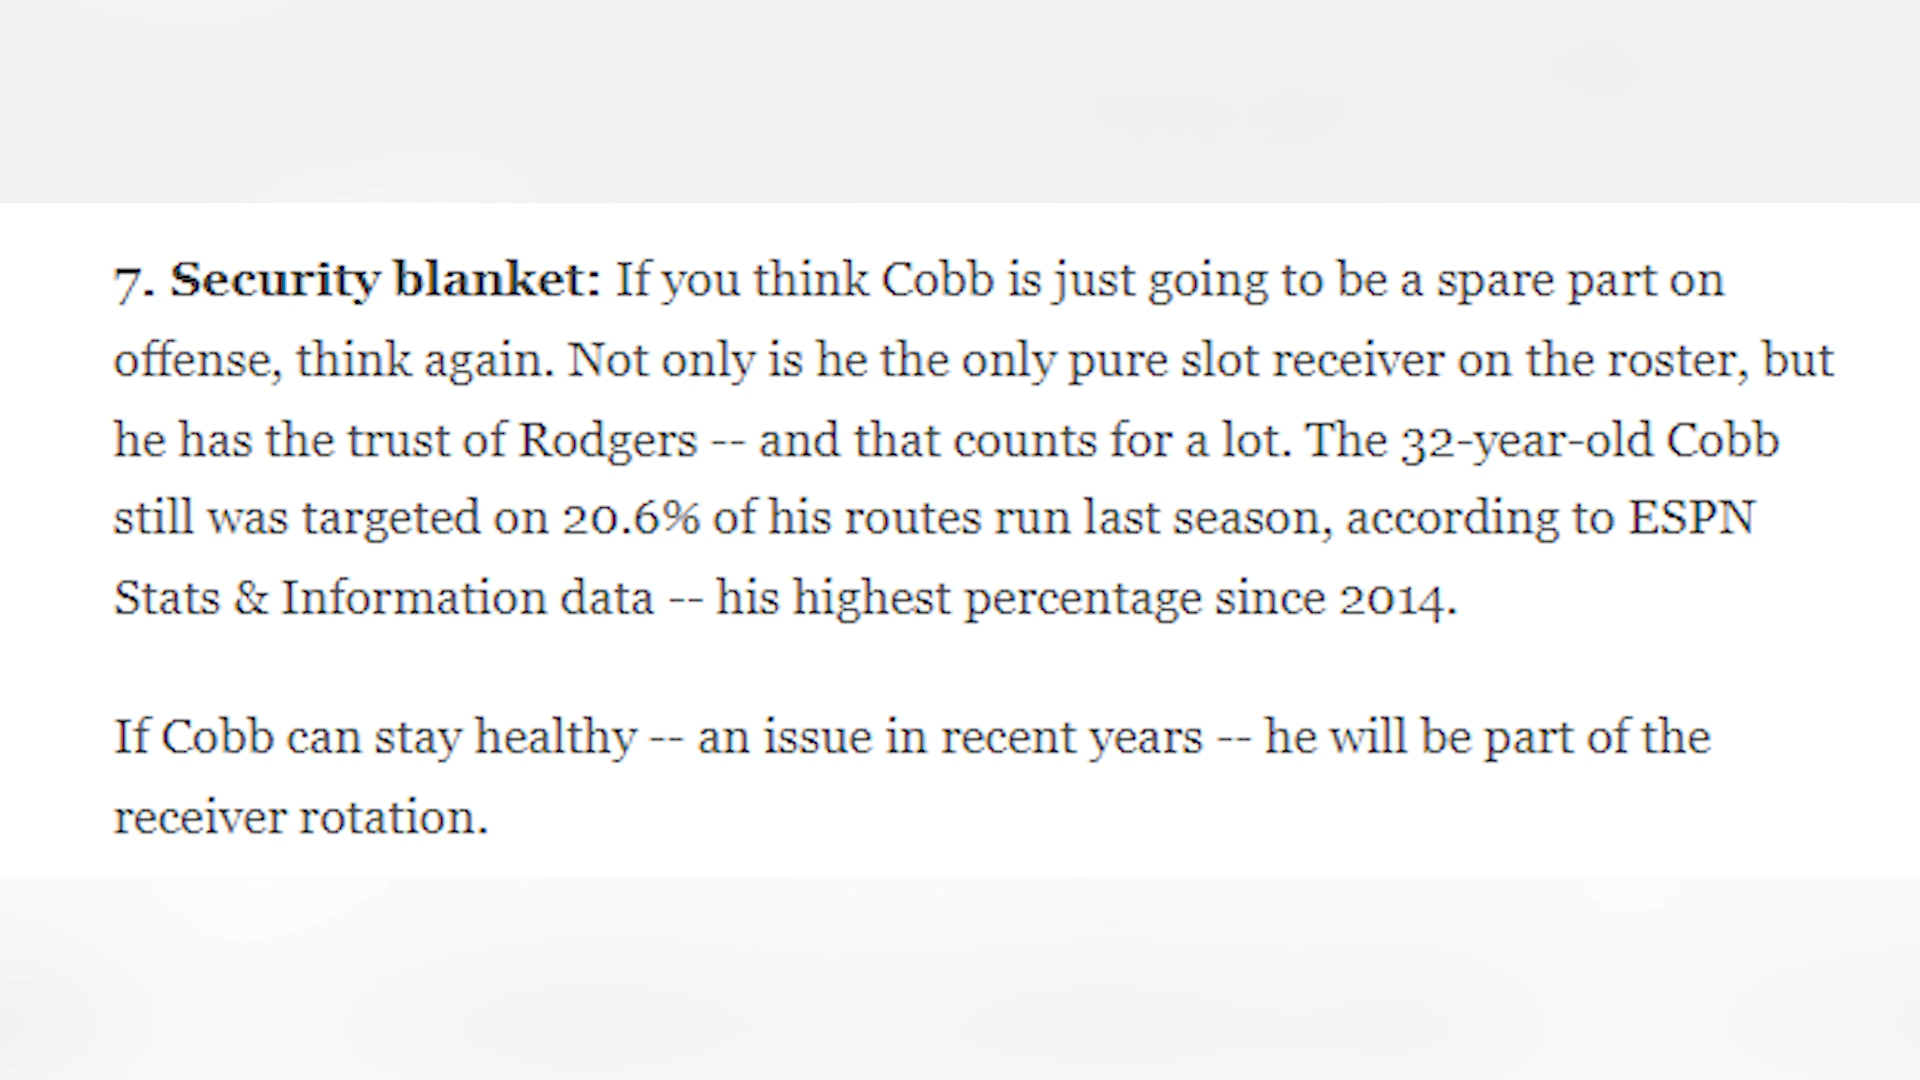 7. Security blanket: If you think Cobb is just going to be a spare part on
offense, think again. Not only is he the only pure slot receiver on the roster, but
he has the trust of Rodgers -- and that counts for a lot. The 32-year-old Cobb
still was targeted on 20.6% of his routes run last season, according to ESPN
Stats & Information data -- his highest percentage since 2014.
If Cobb can stay healthy -- an issue in recent years -- he will be part of the
receiver rotation.